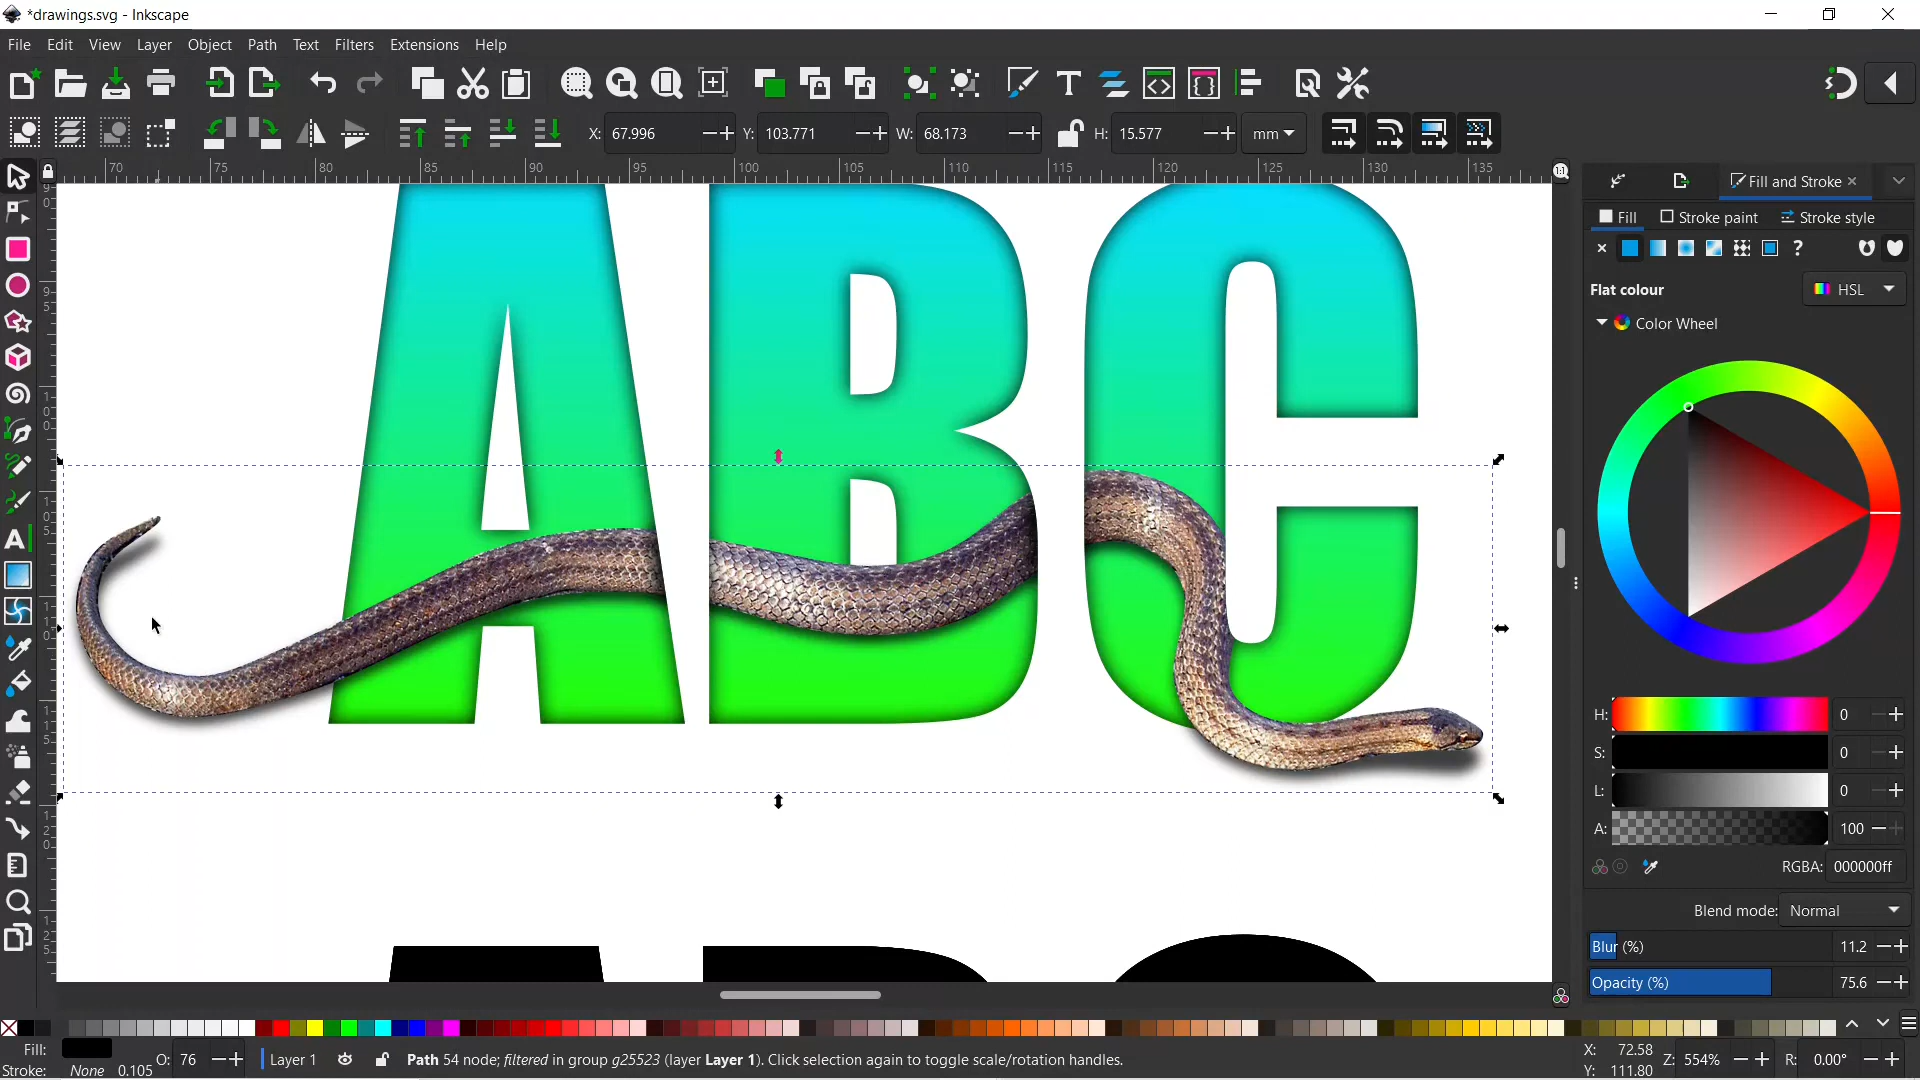 *drawings.svg - Inkscape
File Edit View Layer Object Path Text Filters Extensions Help
X: 67.996 Y: 103.771 W: 68.173 H: 15.577 mm
70 75 80 85 90 95 100 105 110 115 120 125 130 135
Fill and Stroke
Fill Stroke paint Stroke style
Flat colour HSL
Color Wheel
ABC
H: 0
S: 0
L: 0
A: 100
RGBA: 000000ff
Blend mode: Normal
Blur (%) 11.2
Opacity (%) 75.6
Fill: O: 76 Layer 1 Path 54 node; filtered in group g25523 (layer Layer 1). Click selection again to toggle scale/rotation handles. X: 72.58 Z: 554% R: 0.00°
Stroke: None 0.105 Y: 111.80